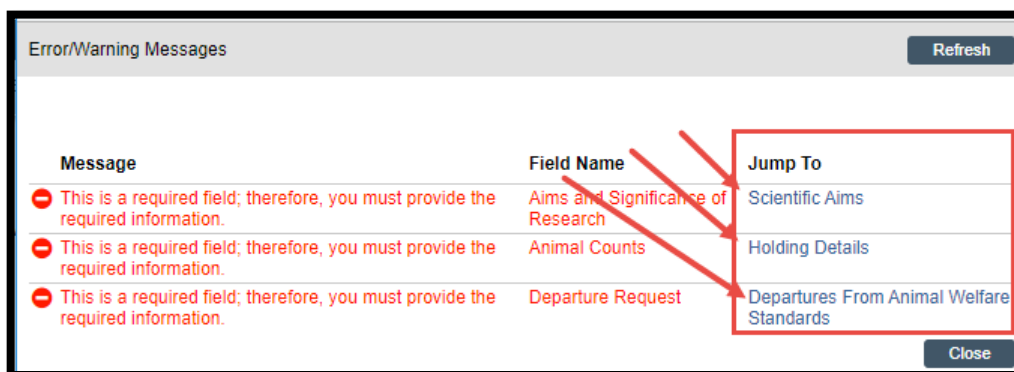 Error/Warning Messages
Refresh
Message Field Name Jump To
This is a required field; therefore, you must provide the Aims and Significance of Scientific Aims
required information. Research
This is a required field; therefore, you must provide the Animal Counts Holding Details
required information.
This is a required field; therefore, you must provide the Departure Request Departures From Animal Welfare
required information. Standards
Close